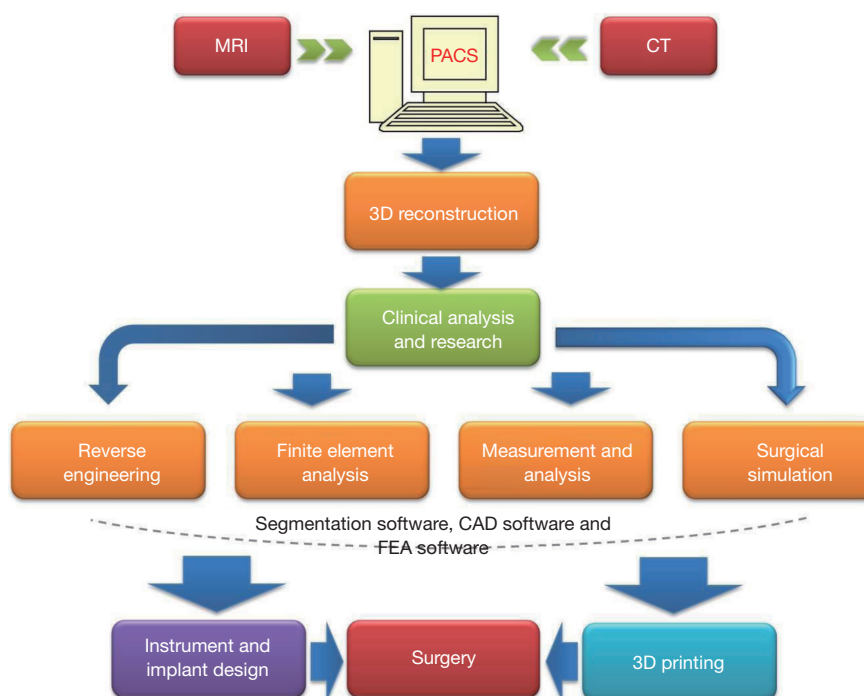 MRI
PACS
CT
3D reconstruction
Clinical analysis
and research
Reverse
engineering
Finite element
analysis
Measurement and
analysis
Surgical
simulation
Segmentation software, CAD software and
FEA software
Instrument and
implant design
Surgery
3D printing